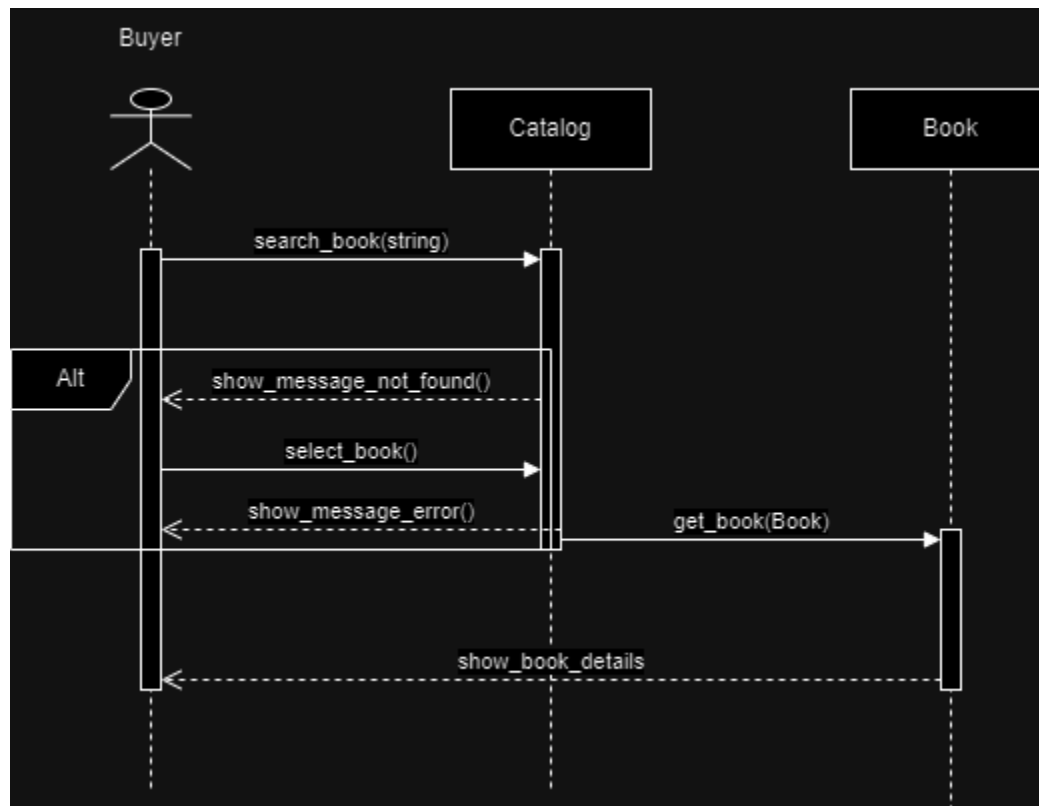 Buyer
Catalog
Book
search_book(string)
Alt
show_message_not_found()
select_book()
show_message_error()
get_book(Book)
show_book_details